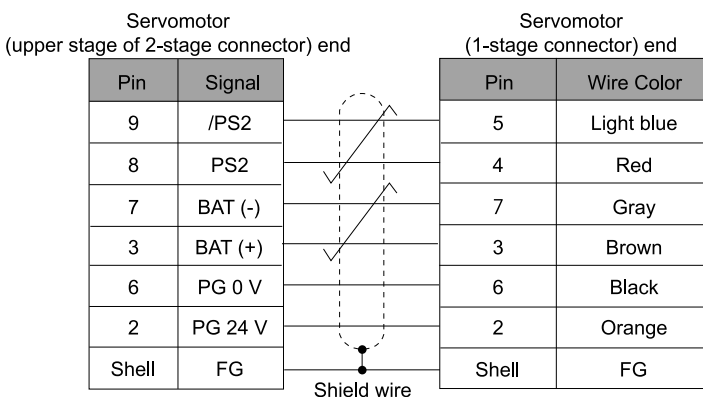 Servomotor
(upper stage of 2-stage connector) end
Servomotor
(1-stage connector) end
Pin Signal Pin Wire Color
9 /PS2 5 Light blue
8 PS2 4 Red
7 BAT (-) 7 Gray
3 BAT (+) 3 Brown
6 PG 0 V 6 Black
2 PG 24 V 2 Orange
Shell FG Shell FG
Shield wire